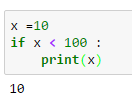 x =10
if x < 100 :
    print(x)
10